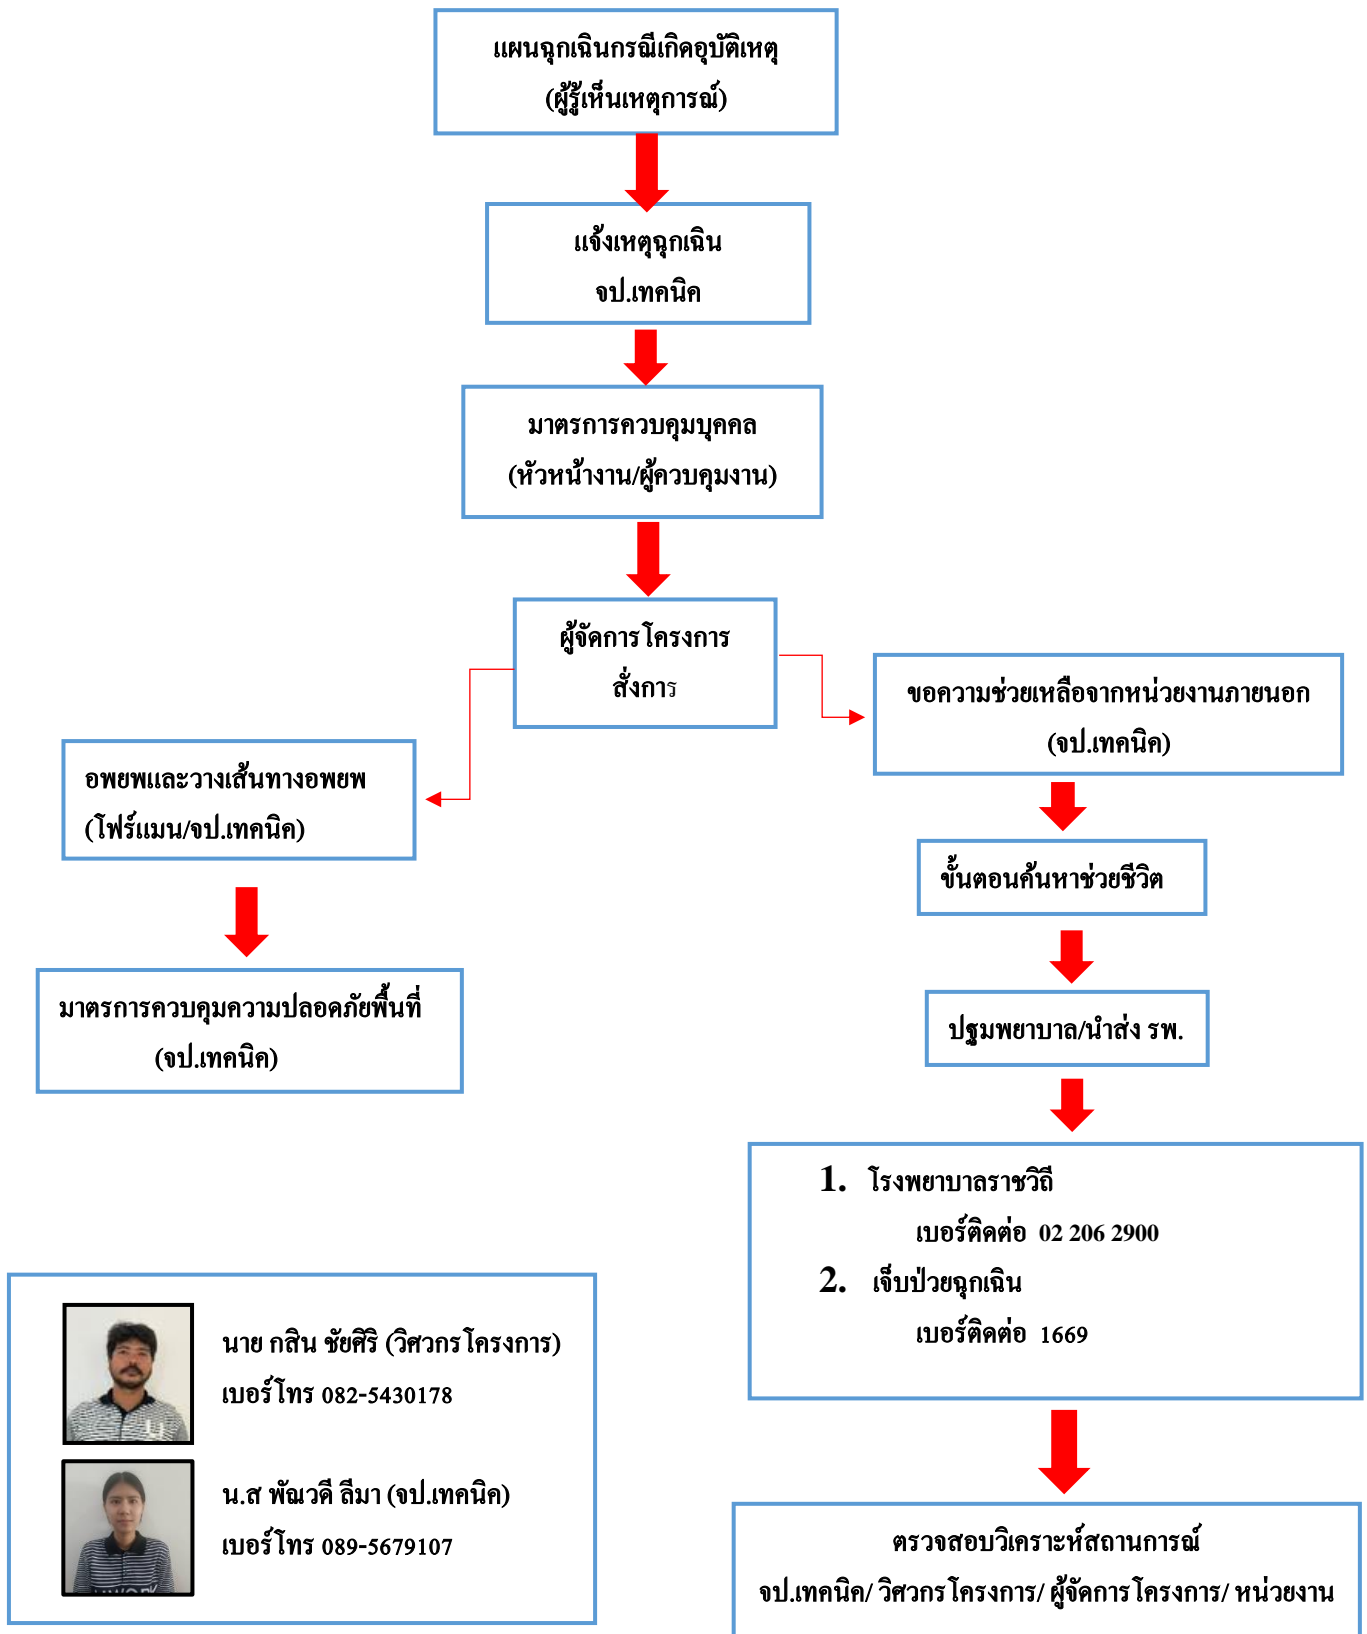 แผนฉุกเฉินกรณีเกิดอุบัติเหตุ
(ผู้รู้เห็นเหตุการณ์)
แจ้งเหตุฉุกเฉิน
จป.เทคนิค
มาตรการควบคุมบุคคล
(หัวหน้างาน/ผู้ควบคุมงาน)
ผู้จัดการโครงการ
สั่งการ
ขอความช่วยเหลือจากหน่วยงานภายนอก
(จป.เทคนิค)
อพยพและวางเส้นทางอพยพ
(โฟร์แมน/จป.เทคนิค)
ขั้นตอนค้นหาช่วยชีวิต
มาตรการควบคุมความปลอดภัยพื้นที่
(จป.เทคนิค)
ปฐมพยาบาล/นำส่ง รพ.
1. โรงพยาบาลราชวิถี
เบอร์ติดต่อ 02 206 2900
2. เจ็บป่วยฉุกเฉิน
เบอร์ติดต่อ 1669
นาย กสิน ชัยศิริ (วิศวกรโครงการ)
เบอร์โทร 082-5430178
น.ส พัฒวดี ลีมา (จป.เทคนิค)
เบอร์โทร 089-5679107
ตรวจสอบวิเคราะห์สถานการณ์
จป.เทคนิค/ วิศวกรโครงการ/ ผู้จัดการโครงการ/ หน่วยงาน